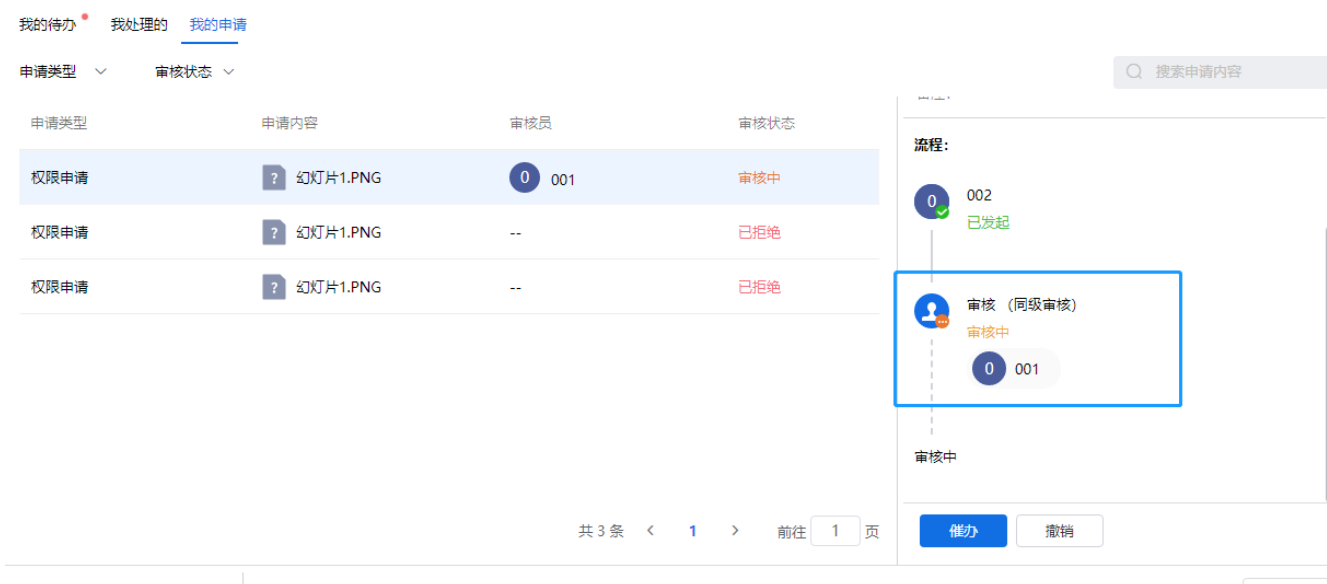 我的待办 我处理的 我的申请
申请类型 审核状态 搜索申请内容
申请类型 申请内容 审核员 审核状态
权限申请 ? 幻灯片1.PNG 0 001 审核中
权限申请 ? 幻灯片1.PNG -- 已拒绝
权限申请 ? 幻灯片1.PNG -- 已拒绝
共 3 条 < 1 > 前往 1 页
流程：
0 002
已发起
审核 （同级审核）
审核中
0 001
审核中
催办 撤销